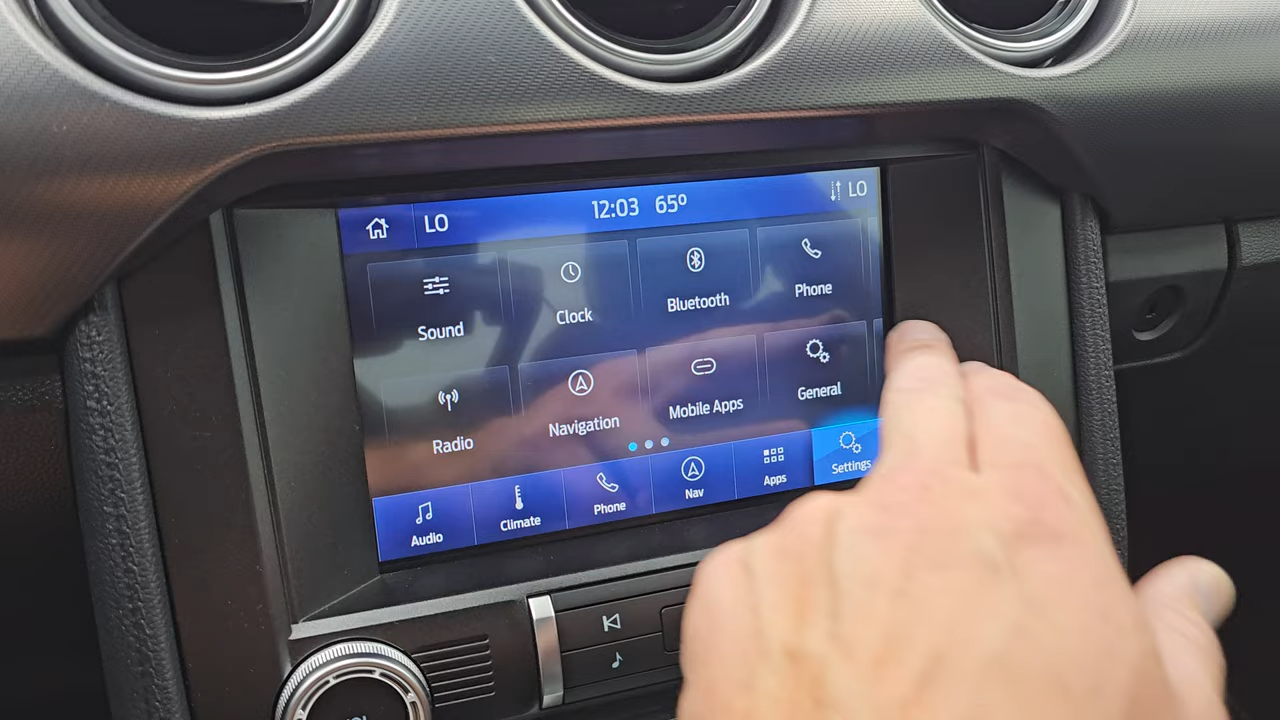 LO 12:03 65º LO
Sound Clock Bluetooth Phone
Radio Navigation Mobile Apps General
Audio Climate Phone Nav Apps Settings